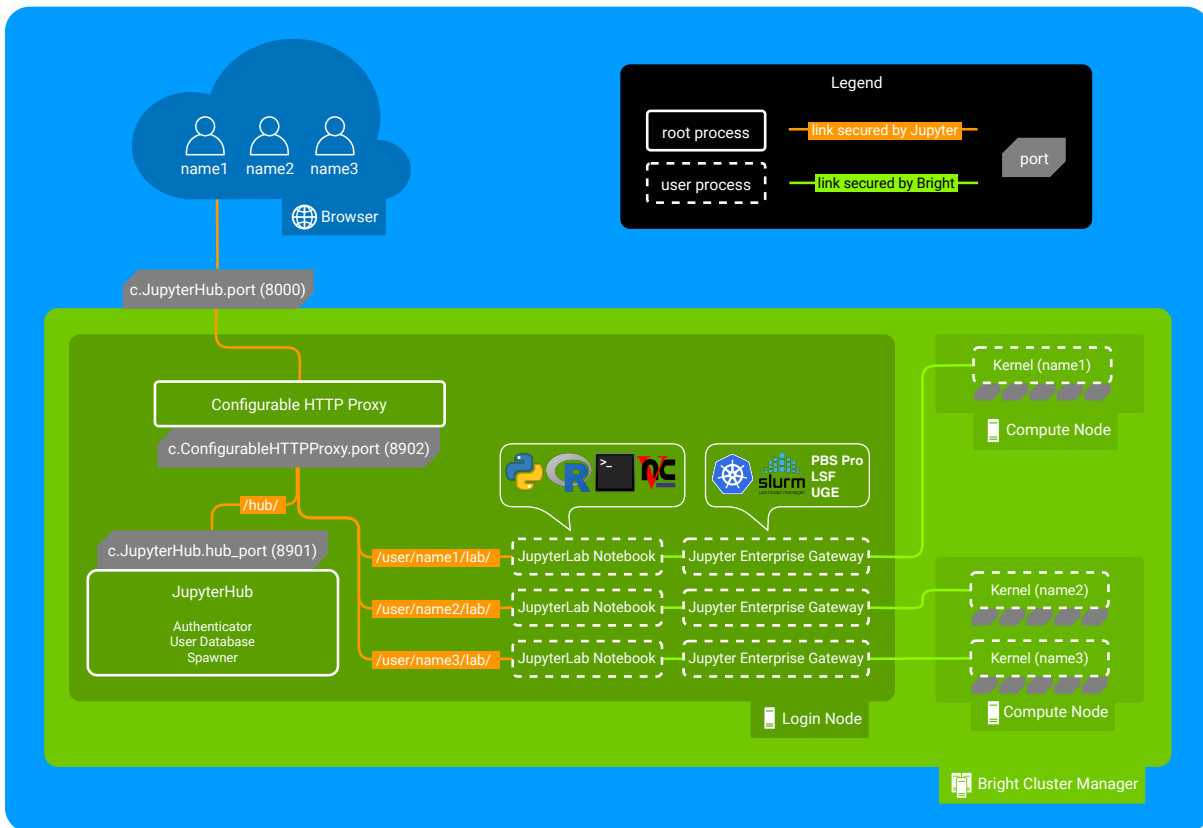 name1
name2
name3
Browser
Legend
root process
link secured by Jupyter
port
user process
link secured by Bright
c.JupyterHub.port (8000)
Configurable HTTP Proxy
c.ConfigurableHTTPProxy.port (8902)
/hub/
c.JupyterHub.hub_port (8901)
JupyterHub
Authenticator
User Database
Spawner
R
>_
VNC
slurm
workload manager
PBS Pro
LSF
UGE
/user/name1/lab/
JupyterLab Notebook
Jupyter Enterprise Gateway
/user/name2/lab/
JupyterLab Notebook
Jupyter Enterprise Gateway
/user/name3/lab/
JupyterLab Notebook
Jupyter Enterprise Gateway
Login Node
Kernel (name1)
Compute Node
Kernel (name2)
Kernel (name3)
Compute Node
Bright Cluster Manager